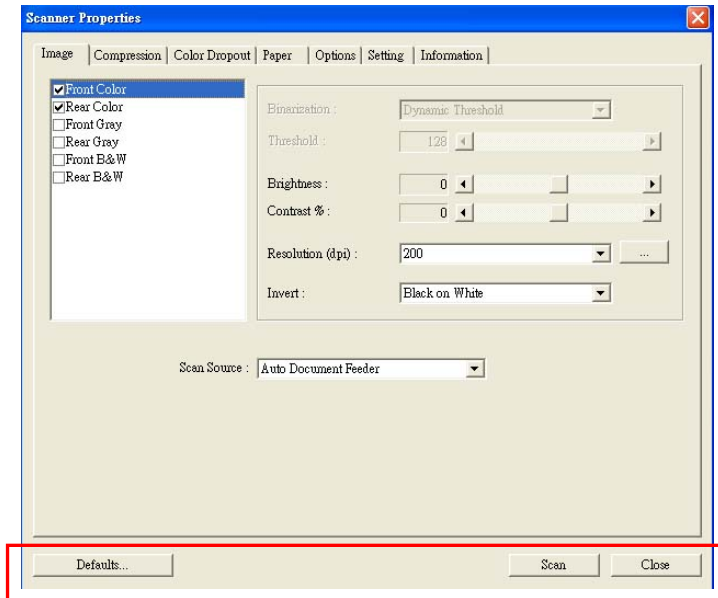 Scanner Properties
Image Compression Color Dropout Paper Options Setting Information
Front Color
Rear Color
Front Gray
Rear Gray
Front B&W
Rear B&W
Binarization : Dynamic Threshold
Threshold : 128
Brightness : 0
Contrast % : 0
Resolution (dpi) : 200 ...
Invert : Black on White
Scan Source : Auto Document Feeder
Defaults... Scan Close